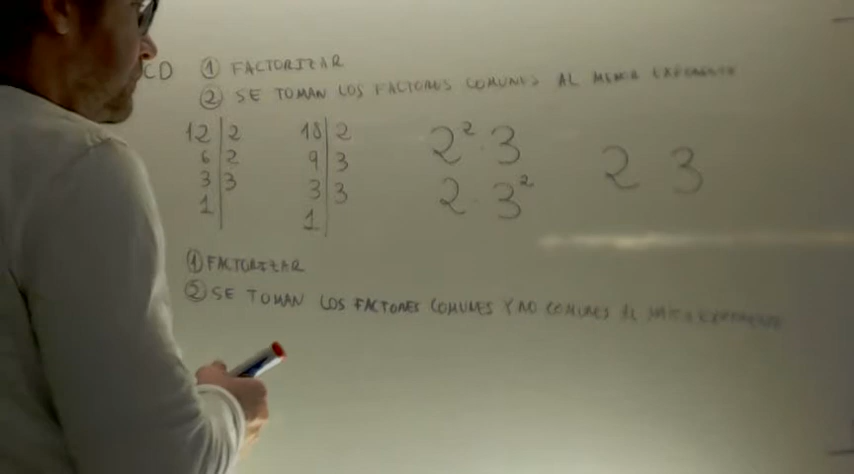 CD ① FACTORIZAR
② SE TOMAN LOS FACTORES COMUNES AL MENOR EXPONENTE
12 | 2
6 | 2
3 | 3
1
18 | 2
9 | 3
3 | 3
1
2² · 3
2 · 3²
2 3
① FACTORIZAR
② SE TOMAN LOS FACTORES COMUNES Y NO COMUNES AL MAYOR EXPONENTE